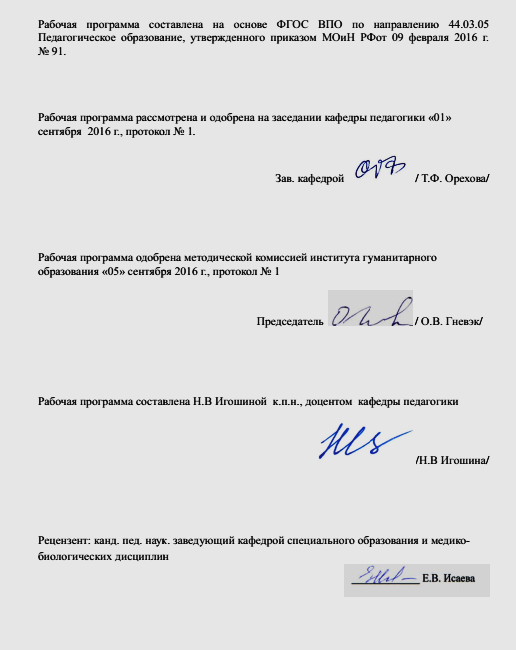 Рабочая программа составлена на основе ФГОС ВПО по направлению 44.03.05
Педагогическое образование, утвержденного приказом МОиН РФот 09 февраля 2016 г.
№ 91.
Рабочая программа рассмотрена и одобрена на заседании кафедры педагогики «01»
сентября 2016 г., протокол № 1.
Зав. кафедрой / Т.Ф. Орехова/
Рабочая программа одобрена методической комиссией института гуманитарного
образования «05» сентября 2016 г., протокол № 1
Председатель / О.В. Гневэк/
Рабочая программа составлена Н.В Игошиной к.п.н., доцентом кафедры педагогики
/Н.В Игошина/
Рецензент: канд. пед. наук. заведующий кафедрой специального образования и медико-
биологических дисциплин
Е.В. Исаева